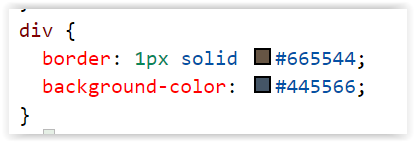 div {
border: 1px solid #665544;
background-color: #445566;
}